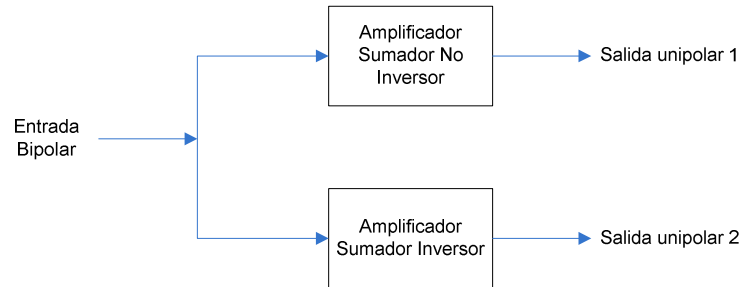 Amplificador
Sumador No
Inversor
Salida unipolar 1
Entrada
Bipolar
Amplificador
Sumador Inversor
Salida unipolar 2